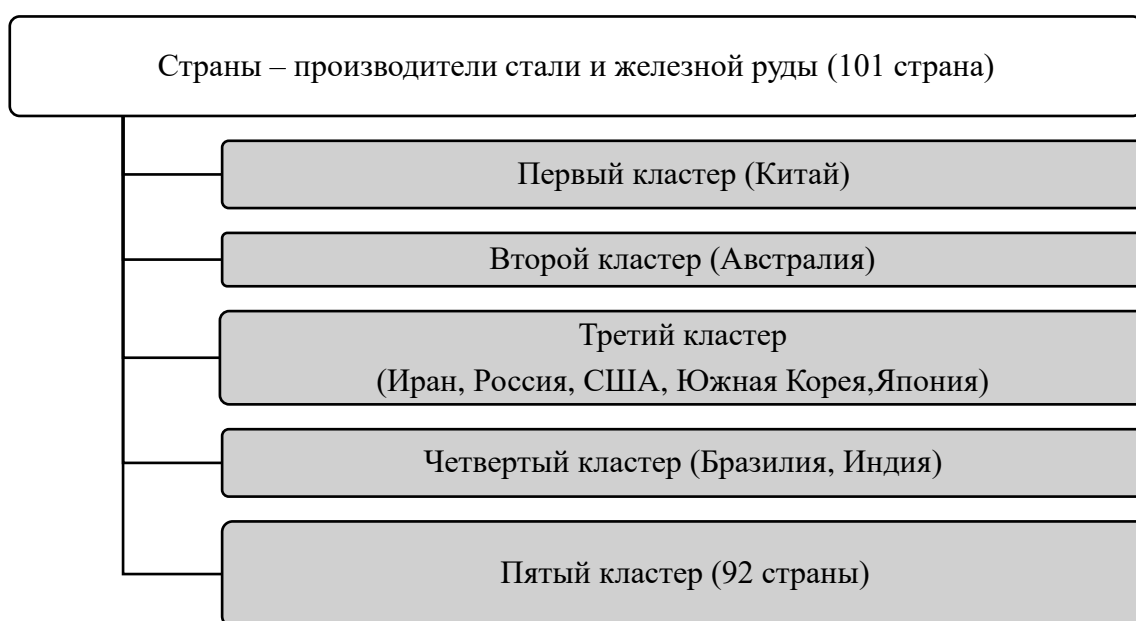 Страны – производители стали и железной руды (101 страна)
Первый кластер (Китай)
Второй кластер (Австралия)
Третий кластер
(Иран, Россия, США, Южная Корея,Япония)
Четвертый кластер (Бразилия, Индия)
Пятый кластер (92 страны)